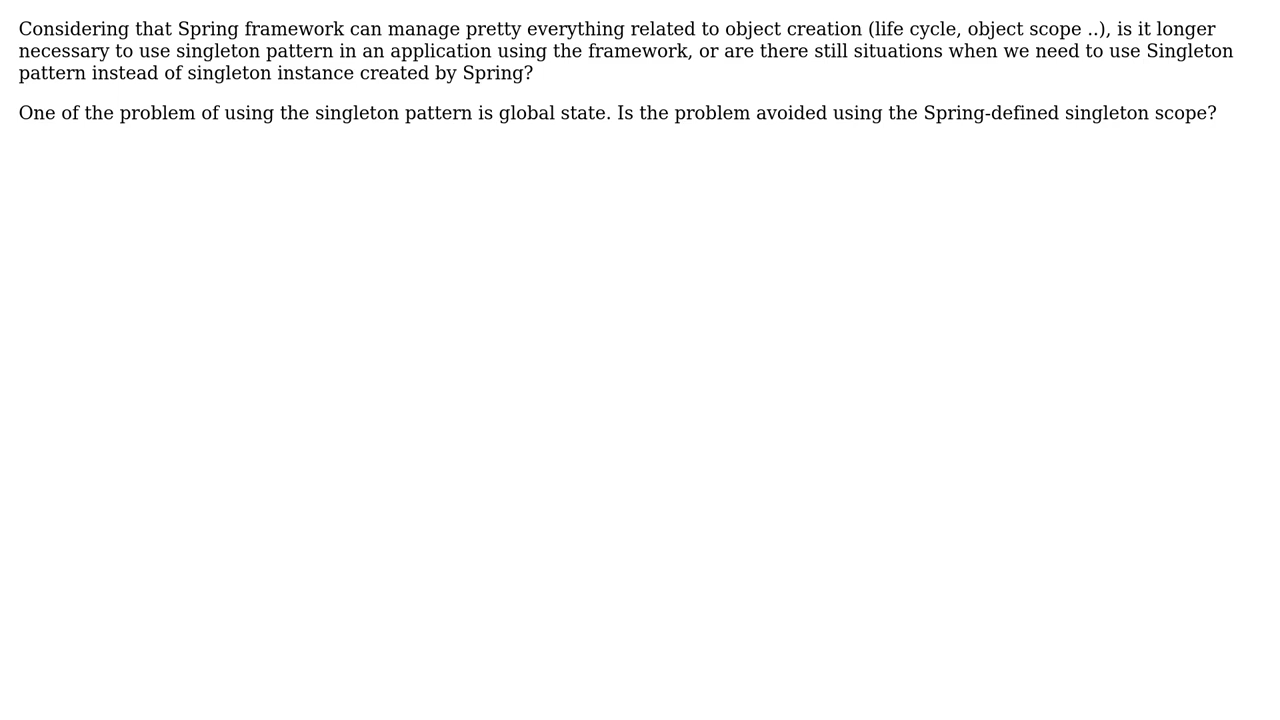 Considering that Spring framework can manage pretty everything related to object creation (life cycle, object scope ..), is it longer
necessary to use singleton pattern in an application using the framework, or are there still situations when we need to use Singleton
pattern instead of singleton instance created by Spring?
One of the problem of using the singleton pattern is global state. Is the problem avoided using the Spring-defined singleton scope?